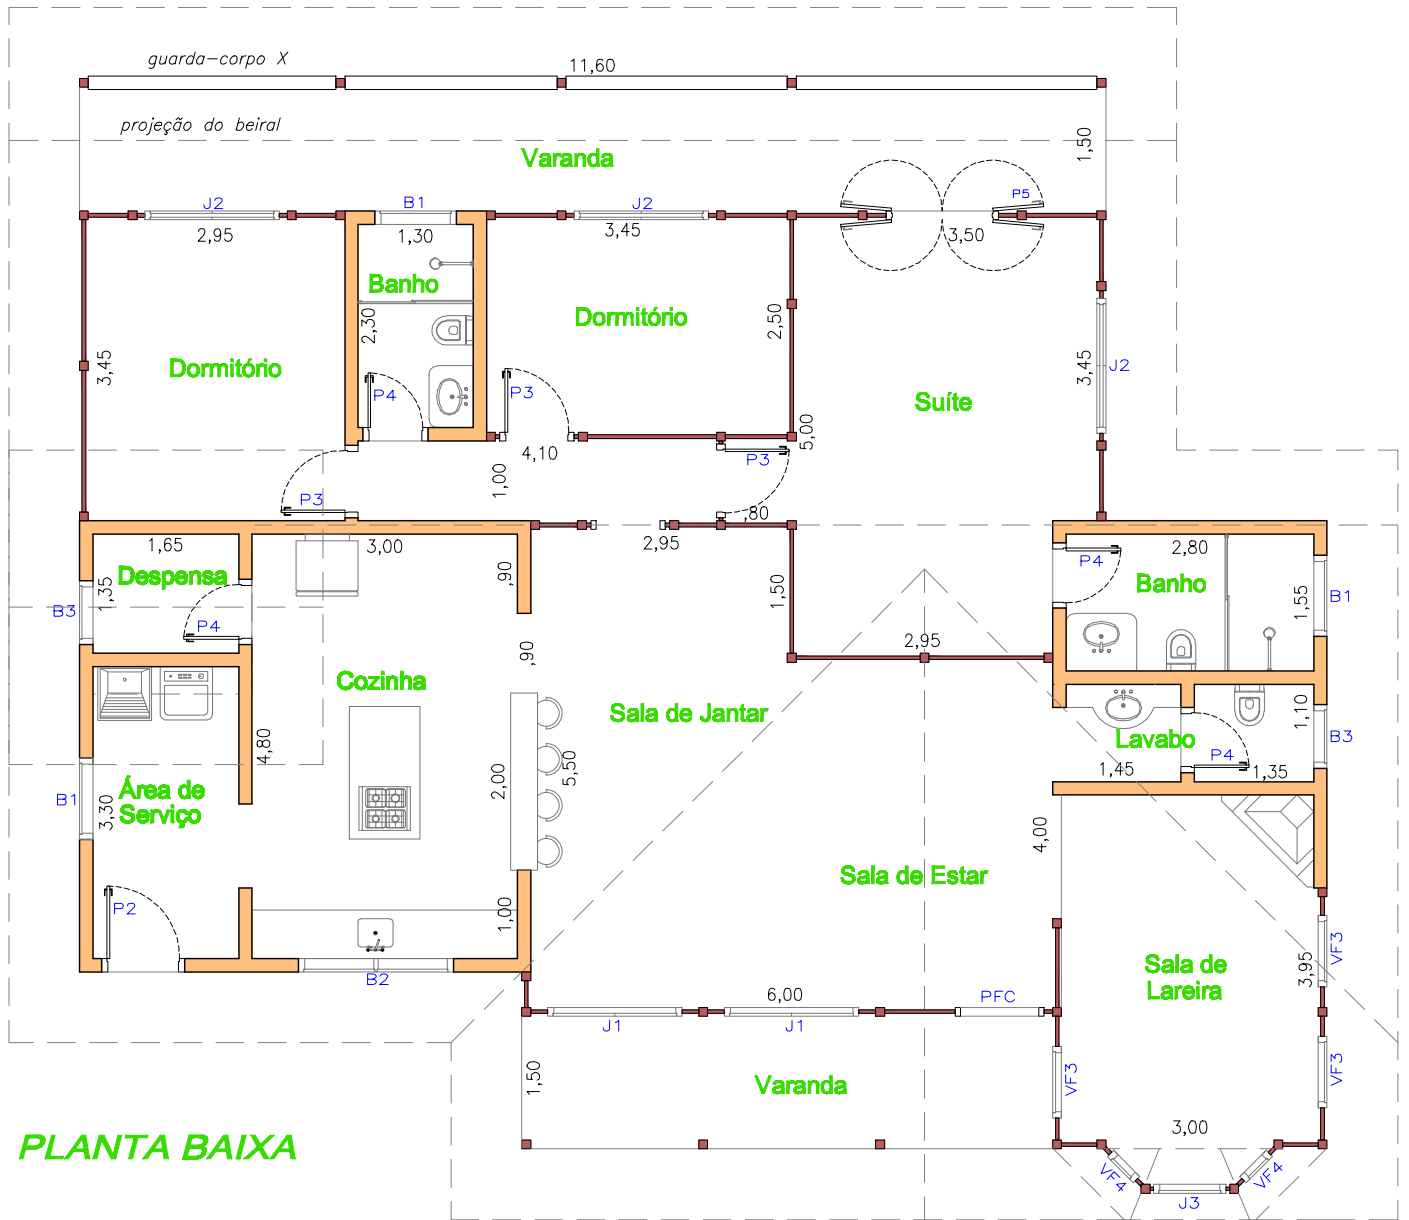 guarda-corpo X
11,60
projeção do beiral
1,50
Varanda
P5
J2
B1
J2
2,95
1,30
3,45
3,50
Banho
2,30
Dormitório
2,50
3,45
Dormitório
3,45
J2
P4
P3
Suíte
5,00
4,10
P3
1,00
P3
,80
1,65
3,00
2,95
2,80
Despensa
,90
P4
Banho
1,35
B3
1,50
1,55
B1
P4
,90
2,95
Cozinha
Sala de Jantar
1,10
Lavabo
B3
4,80
P4
5,50
1,45
1,35
2,00
Área de
Serviço
B1
3,30
4,00
Sala de Estar
P2
1,00
VF3
Sala de
Lareira
3,95
B2
6,00
PFC
J1
J1
1,50
Varanda
VF3
VF3
3,00
PLANTA BAIXA
VF4
VF4
J3